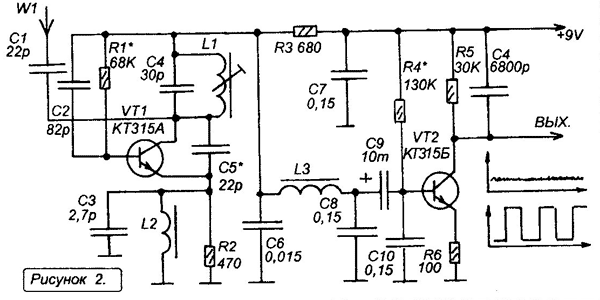 W1
C1
22p
C2
82p
R1*
68K
C4
30p
L1
VT1
КТ315А
C5*
22p
C3
2,7p
L2
R2
470
R3 680
C7
0,15
L3
C6
0,015
C8
0,15
C9
10m
+
R4*
130K
R5
30K
C4
6800p
+9V
ВЫХ.
VT2
КТ315Б
C10
0,15
R6
100
Рисунок 2.